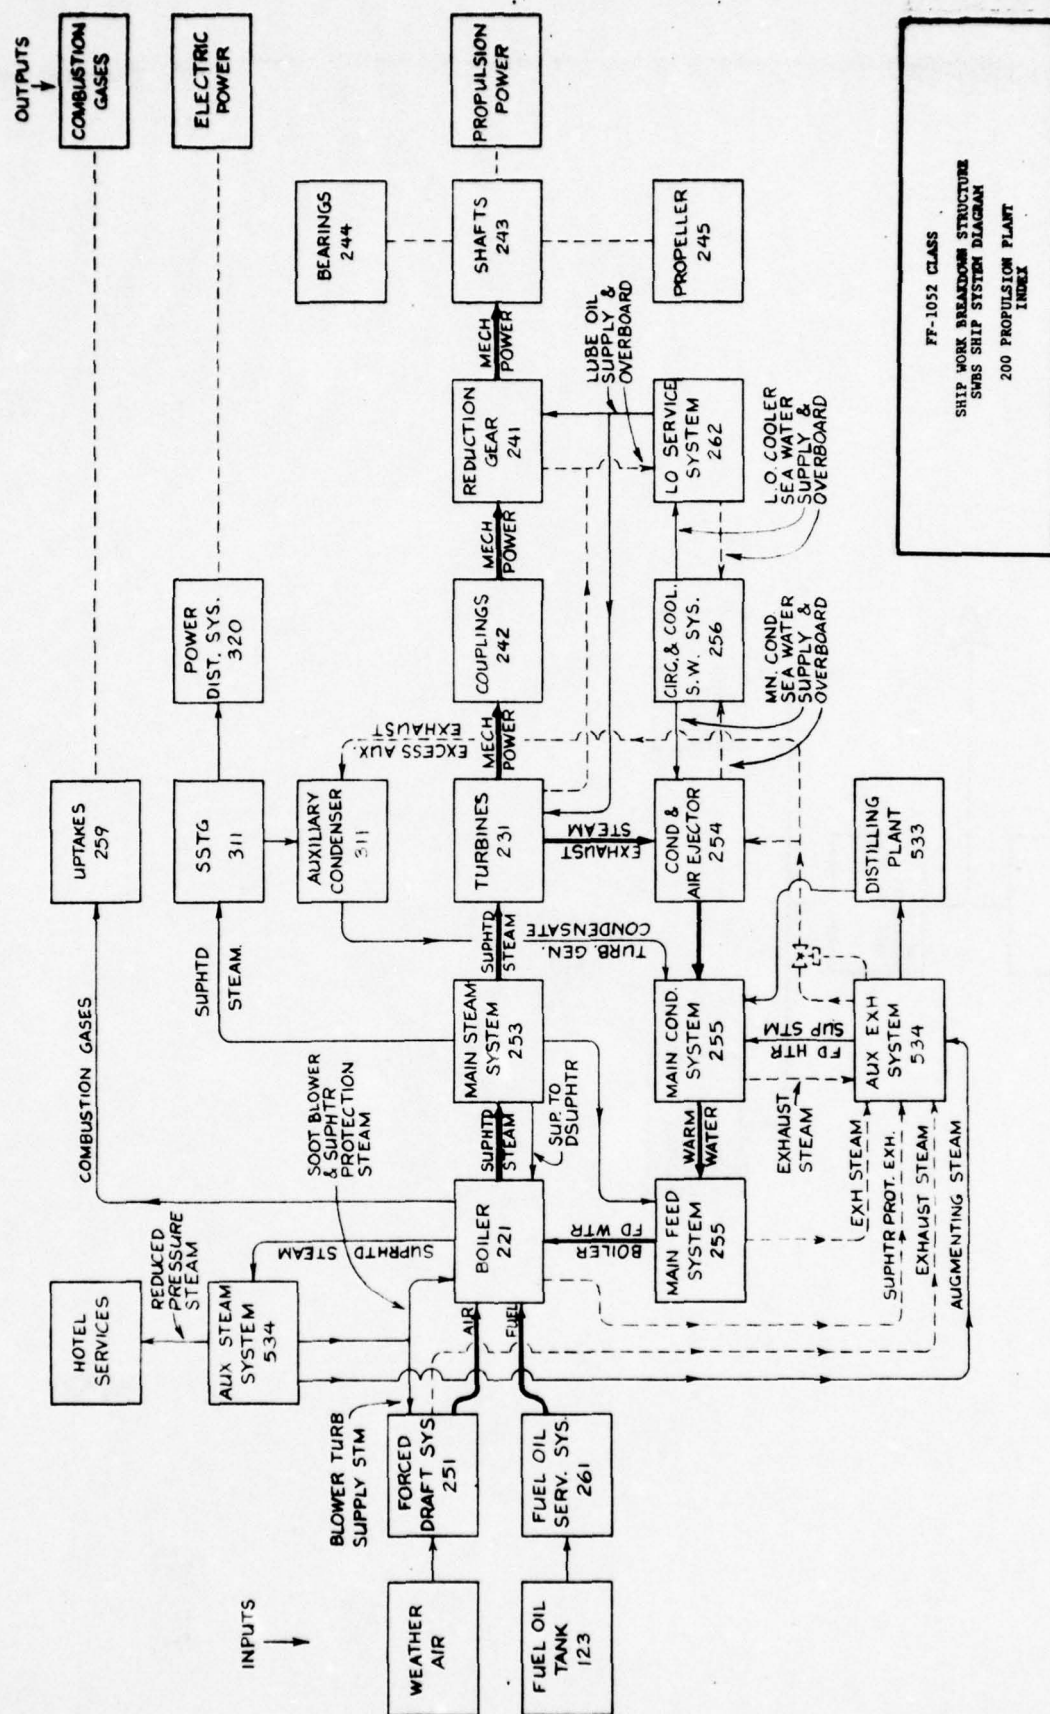 INPUTS
OUTPUTS
COMBUSTION
GASES
ELECTRIC
POWER
PROPULSION
POWER
HOTEL
SERVICES
REDUCED
PRESSURE
STEAM
AUX STEAM
SYSTEM
534
SUPRHTD STEAM
COMBUSTION GASES
UPTAKES
259
SUPHTD
STEAM.
SSTG
311
POWER
DIST. SYS.
320
AUXILIARY
CONDENSER
311
EXCESS AUX.
EXHAUST
BEARINGS
244
BLOWER TURB
SUPPLY STM
SOOT BLOWER
& SUPHTR
PROTECTION
STEAM
WEATHER
AIR
FORCED
DRAFT SYS
251
AIR
FUEL OIL
TANK
123
FUEL OIL
SERV. SYS.
261
FUEL
BOILER
221
SUPHTD
STEAM
SUP. TO
DSUPHTR
MAIN STEAM
SYSTEM
253
SUPHTD
STEAM
TURBINES
231
MECH
POWER
COUPLINGS
242
MECH
POWER
REDUCTION
GEAR
241
MECH
POWER
SHAFTS
243
PROPELLER
245
BOILER
FD WTR
TURB. GEN.
CONDENSATE
EXHAUST
STEAM
LUBE OIL
SUPPLY &
OVERBOARD
MAIN FEED
SYSTEM
255
WARM
WATER
MAIN COND.
SYSTEM
255
COND &
AIR EJECTOR
254
CIRC. & COOL.
S.W. SYS.
256
LO SERVICE
SYSTEM
262
MN. COND.
SEA WATER
SUPPLY &
OVERBOARD
L.O. COOLER
SEA WATER
SUPPLY &
OVERBOARD
EXHAUST
STEAM
FD HTR
SUP STM
EXH STEAM
SUPHTR PROT. EXH.
EXHAUST STEAM
AUGMENTING STEAM
AUX EXH
SYSTEM
534
DISTILLING
PLANT
533
FF-1052 CLASS
SHIP WORK BREAKDOWN STRUCTURE
SWBS SHIP SYSTEM DIAGRAM
200 PROPULSION PLANT
INDEX